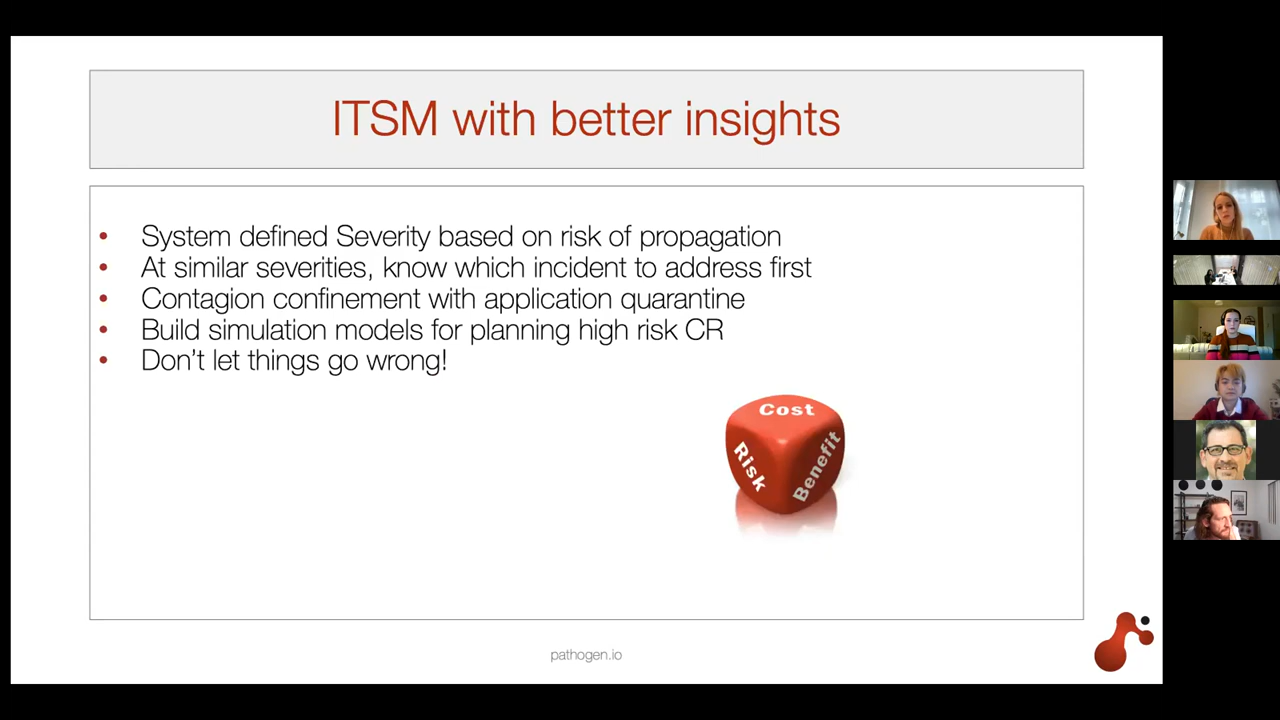 ITSM with better insights
System defined Severity based on risk of propagation
At similar severities, know which incident to address first
Contagion confinement with application quarantine
Build simulation models for planning high risk CR
Don't let things go wrong!
Cost
Risk
Benefit
pathogen.io